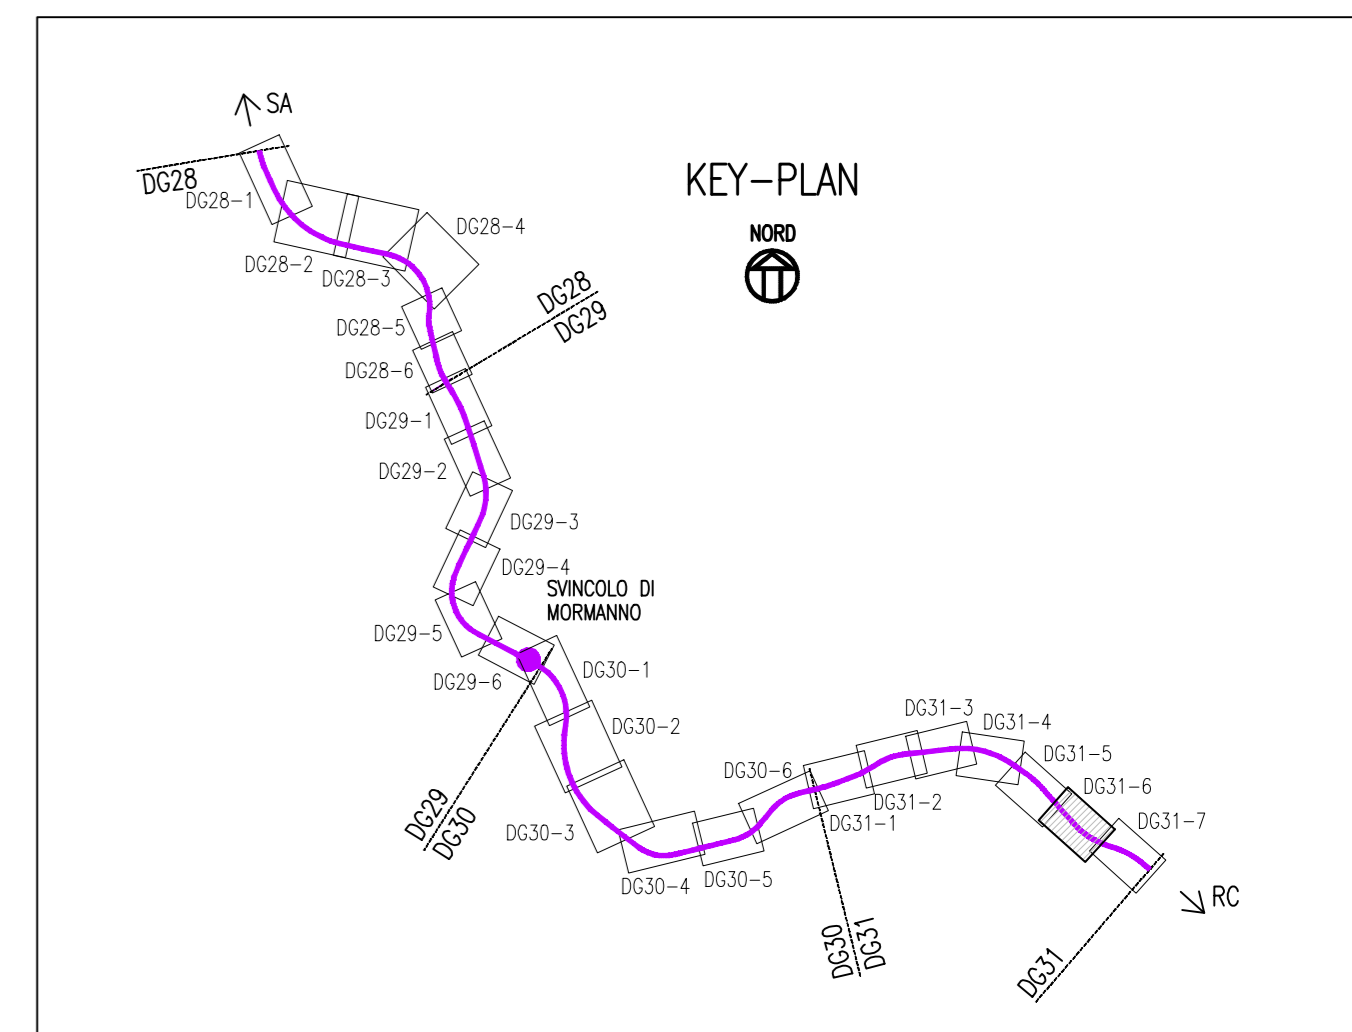 SA
DG28
DG28-1
KEY-PLAN
NORD
DG28-2
DG28-3
DG28-4
DG28-5
DG28
DG29
DG28-6
DG29-1
DG29-2
DG29-3
DG29-4
SVINCOLO DI
MORMANNO
DG29-5
DG29-6
DG30-1
DG29
DG30
DG30-2
DG30-3
DG30-4
DG30-5
DG30-6
DG31-1
DG30
DG31
DG31-2
DG31-3
DG31-4
DG31-5
DG31-6
DG31-7
RC
DG31